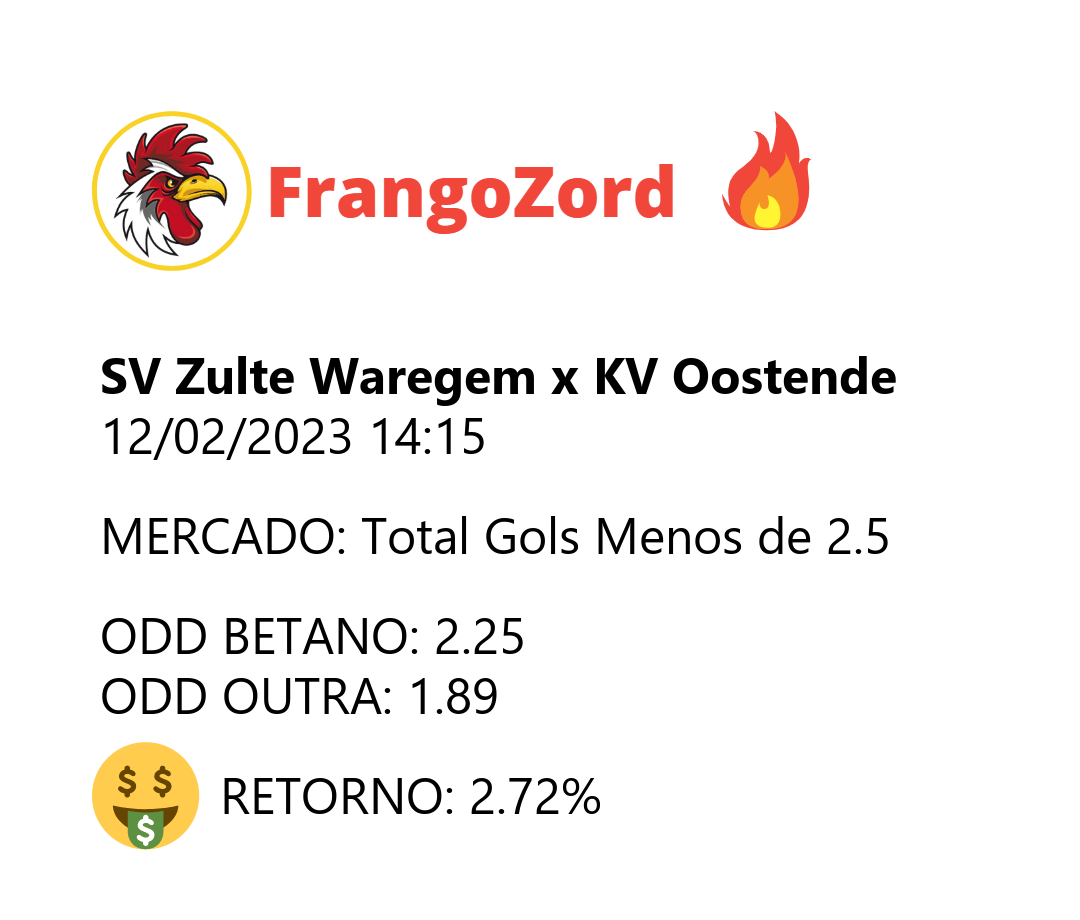 FrangoZord
SV Zulte Waregem x KV Oostende
12/02/2023 14:15
MERCADO: Total Gols Menos de 2.5
ODD BETANO: 2.25
ODD OUTRA: 1.89
$ $
$
RETORNO: 2.72%